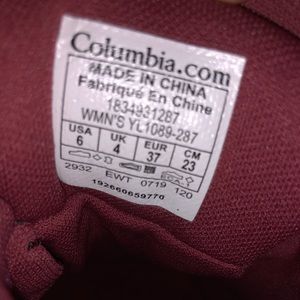 Columbia.com
MADE IN CHINA
Fabriqué En Chine
1834931287
WMN'S YL1089-287
USA UK EUR CM
6 4 37 23
2932 EWT 0719 120
192660659770